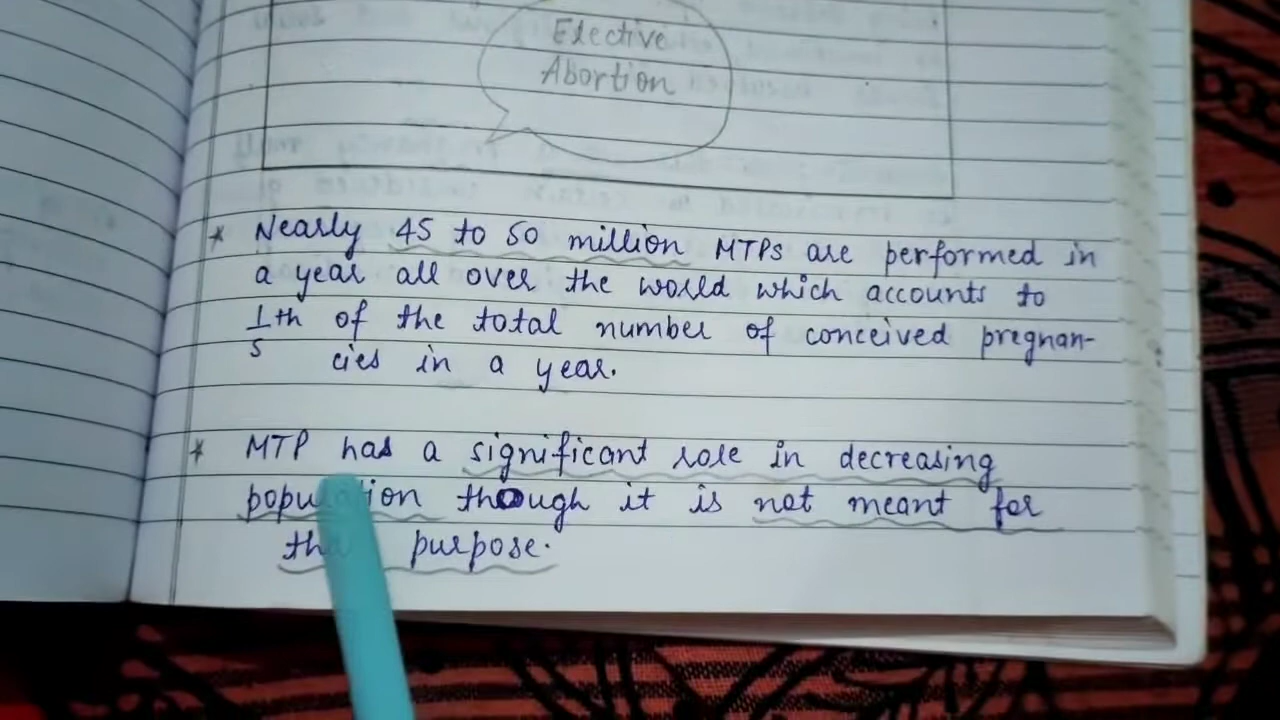 Elective
Abortion
* Nearly 45 to 50 million MTPs are performed in
a year all over the world which accounts to
1/5 th of the total number of conceived pregnan-
cies in a year.
* MTP has a significant role in decreasing
population though it is not meant for
purpose.